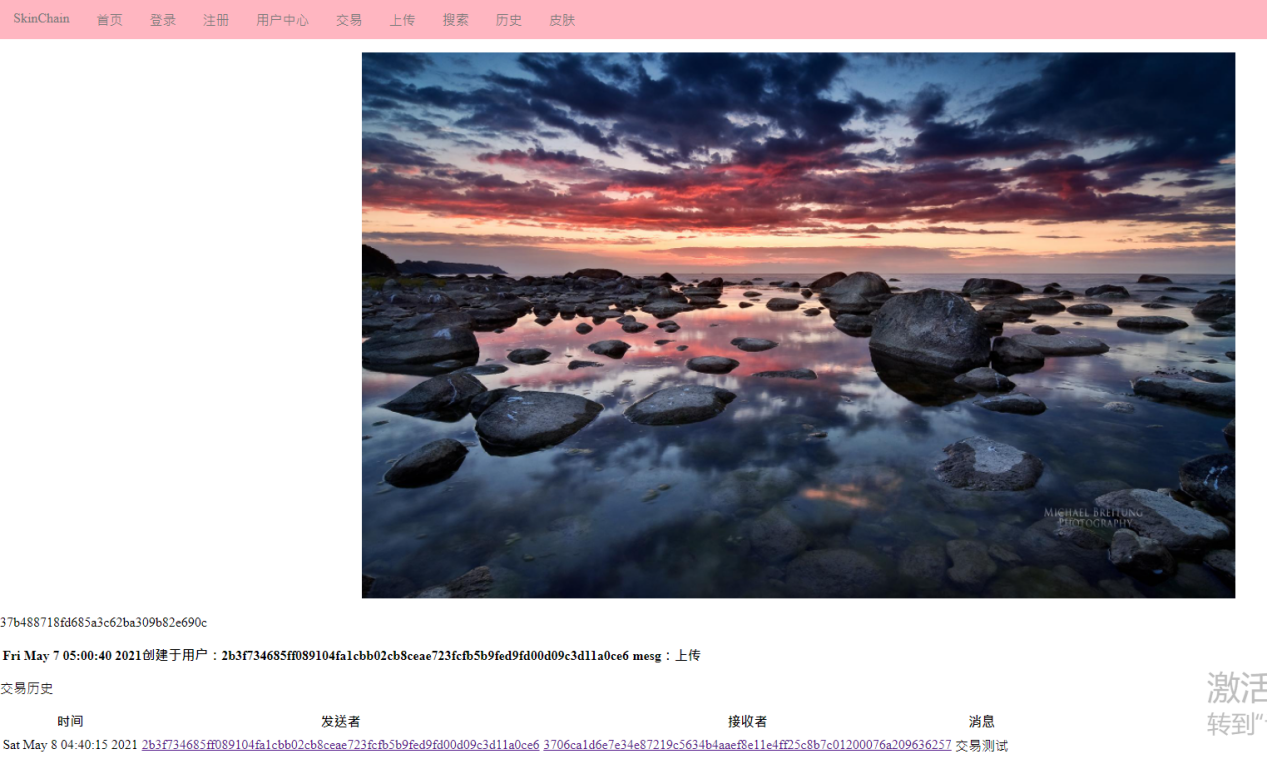 SkinChain 首页 登录 注册 用户中心 交易 上传 搜索 历史 皮肤
MICHAEL BREITUNG
PHOTOGRAPHY
37b488718fd685a3c62ba309b82e690c
Fri May 7 05:00:40 2021创建于用户：2b3f734685ff089104fa1cbb02cb8ceae723fcfb5b9fed9fd00d09c3d11a0ce6 mesg：上传
交易历史
时间 发送者 接收者 消息
Sat May 8 04:40:15 2021 2b3f734685ff089104fa1cbb02cb8ceae723fcfb5b9fed9fd00d09c3d11a0ce6 3706ca1d6e7e34e87219c5634b4aaef8e11e4ff25c8b7c01200076a209636257 交易测试
激活
转到“